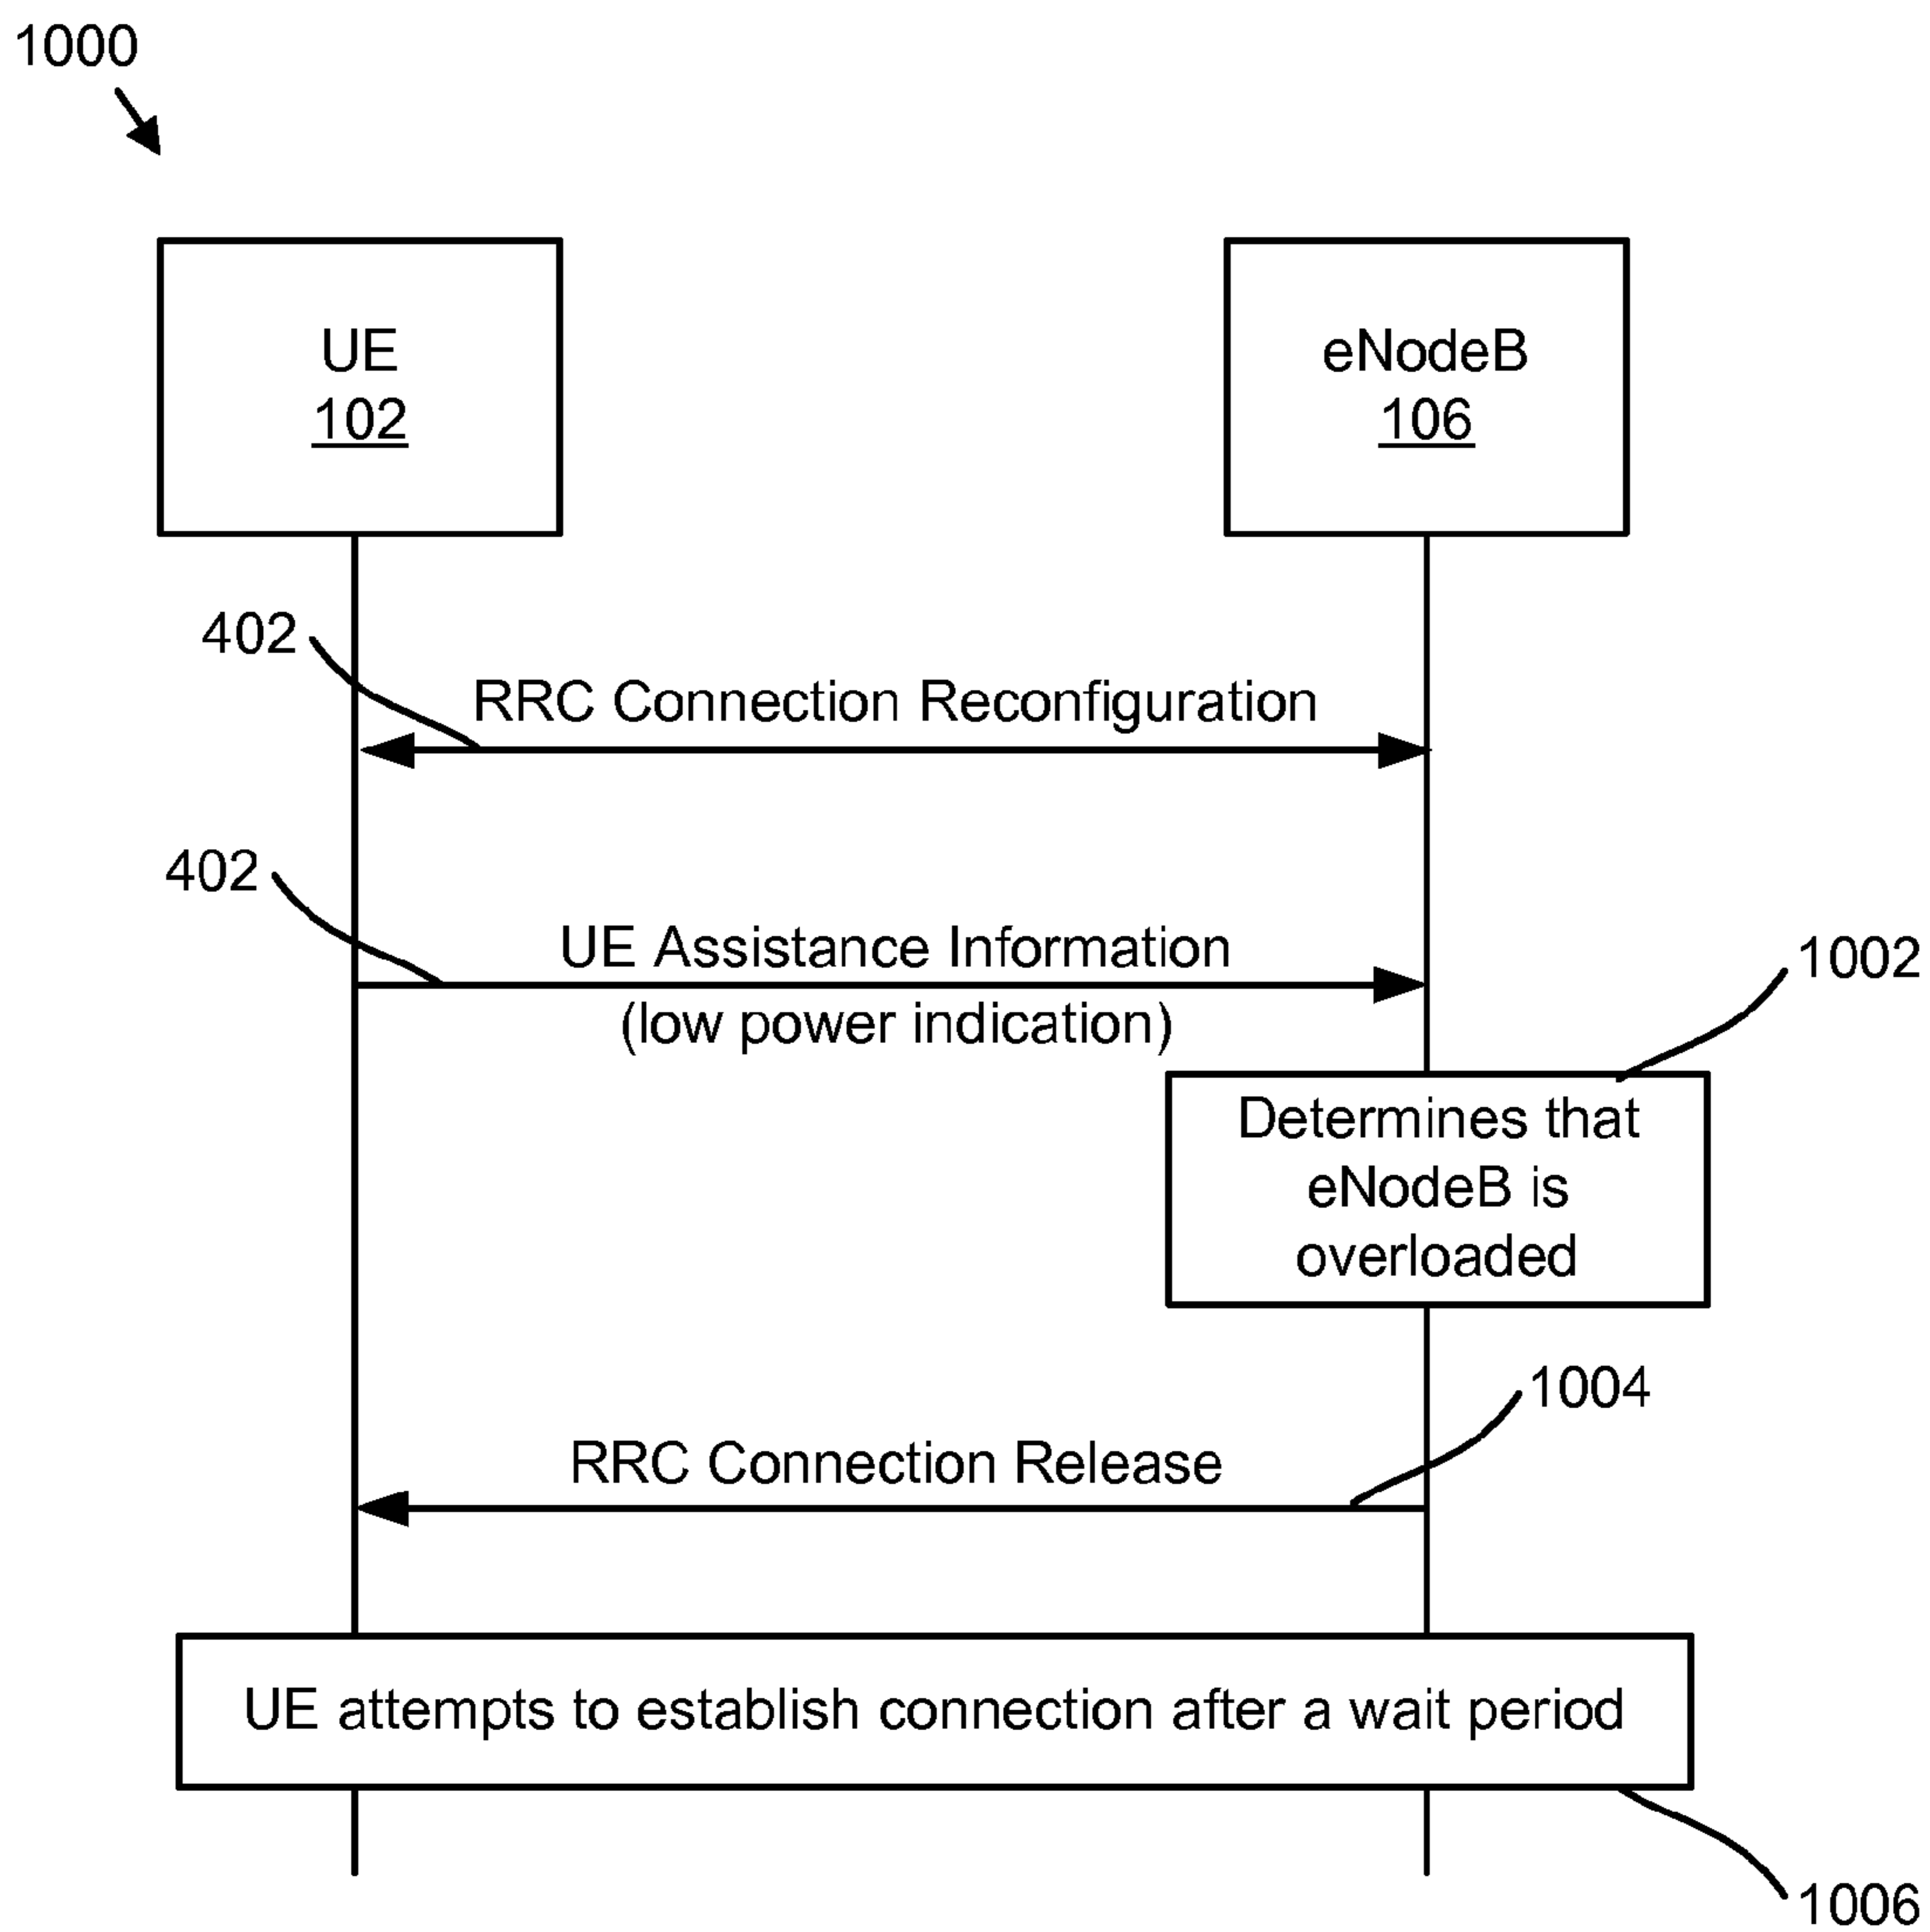 1000
UE
102
eNodeB
106
402
RRC Connection Reconfiguration
402
UE Assistance Information
(low power indication)
1002
Determines that
eNodeB is
overloaded
1004
RRC Connection Release
UE attempts to establish connection after a wait period
1006